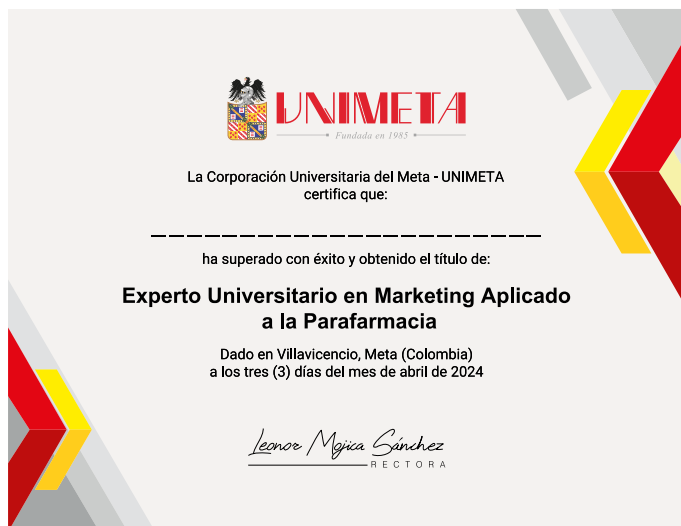 UNIMETA
Fundada en 1985
La Corporación Universitaria del Meta - UNIMETA
certifica que:
ha superado con éxito y obtenido el título de:
Experto Universitario en Marketing Aplicado
a la Parafarmacia
Dado en Villavicencio, Meta (Colombia)
a los tres (3) días del mes de abril de 2024
Leonor Mojica Sánchez
RECTORA